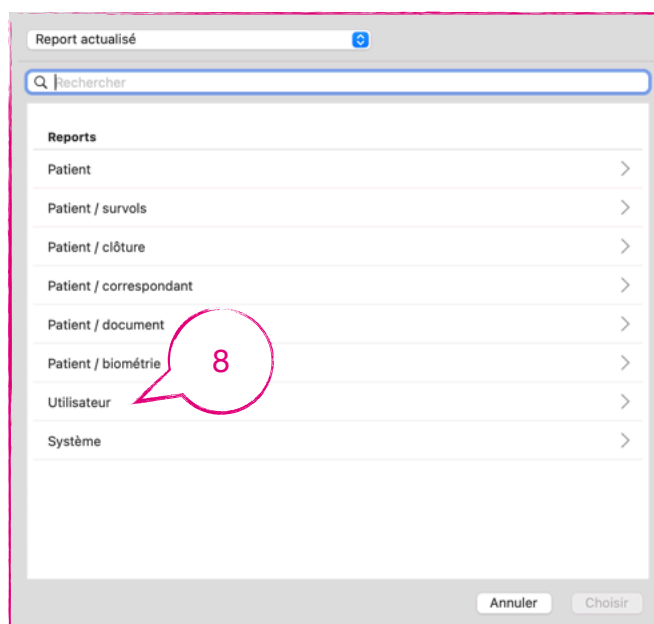 Report actualisé
Rechercher
Reports
Patient
Patient / survols
Patient / clôture
Patient / correspondant
Patient / document
Patient / biométrie
8
Utilisateur
Système
Annuler
Choisir